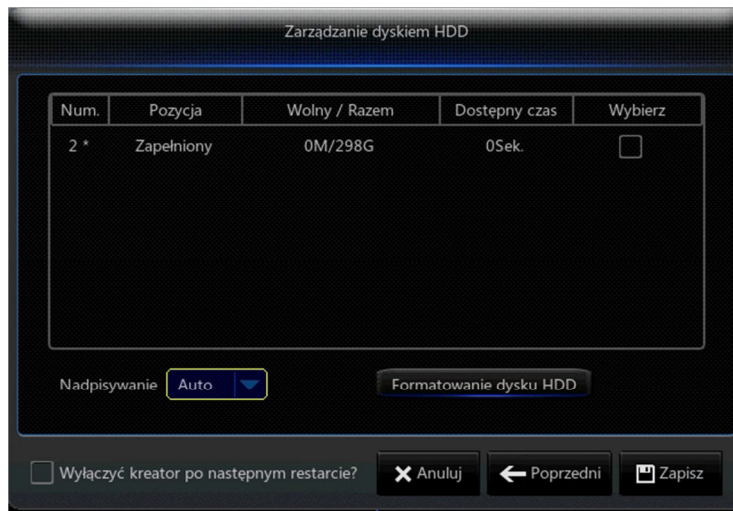 Zarządzanie dyskiem HDD
Num. Pozycja Wolny / Razem Dostępny czas Wybierz
2 * Zapełniony 0M/298G 0Sek.
Nadpisywanie Auto Formatowanie dysku HDD
Wyłączyć kreator po następnym restarcie? Anuluj Poprzedni Zapisz